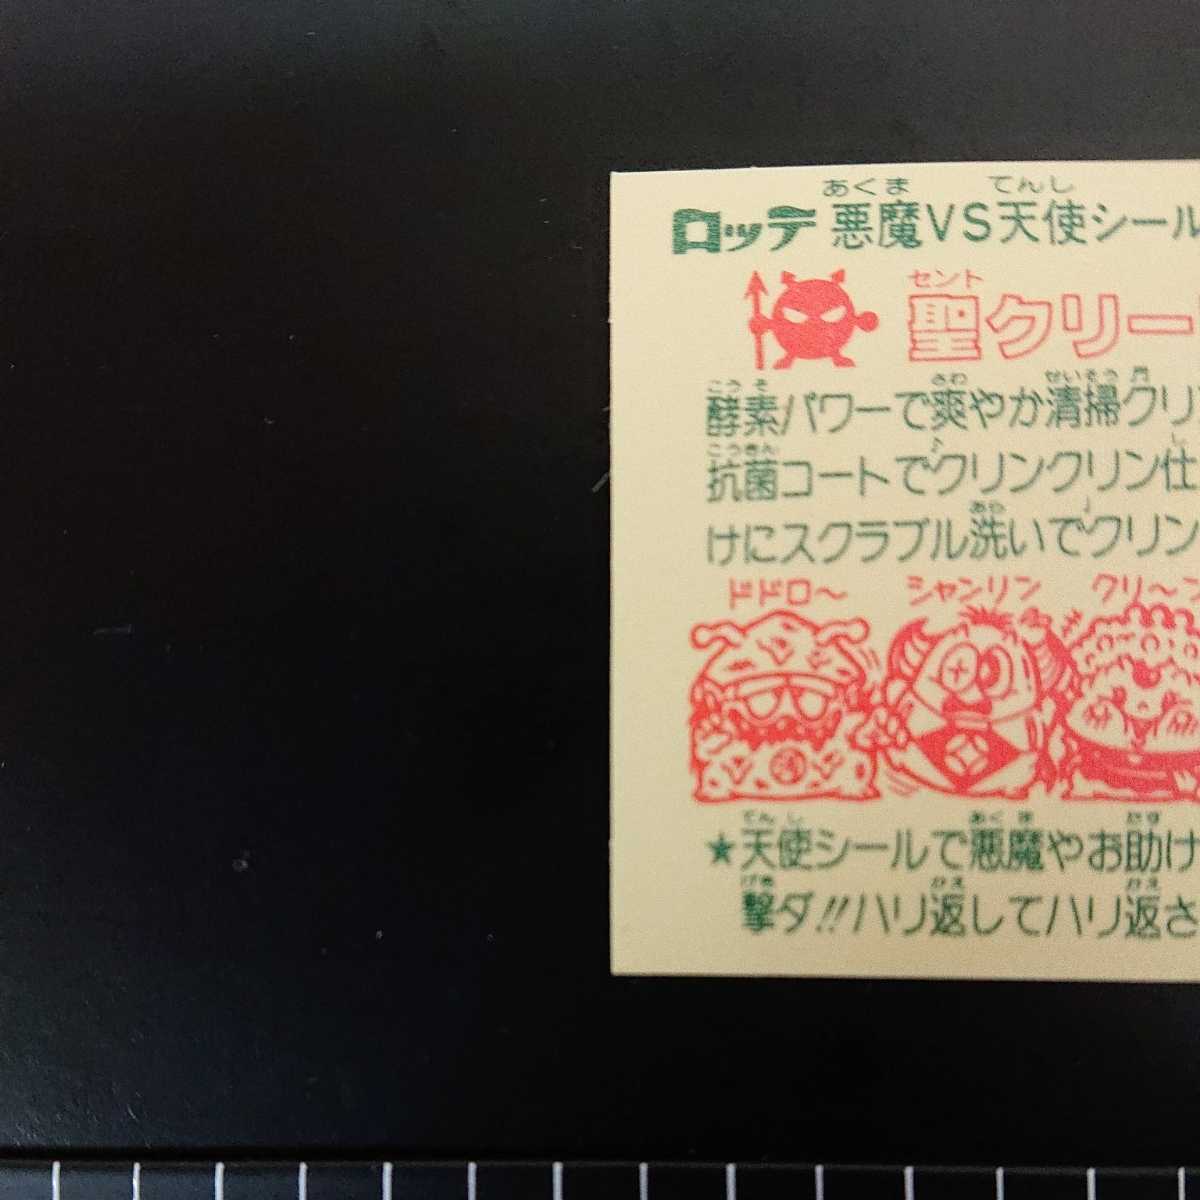 あくま てんし
ロッテ 悪魔VS天使シール
セント
聖クリー
こうそ さわ せいそう
酵素パワーで爽やか清掃クリ
こうきん し
抗菌コートでクリンクリン仕
あら
けにスクラブル洗いでクリン
ドドロ〜 シャンリン クリ〜
てんし あくま たす
★天使シールで悪魔やお助け
げき かえ かえ
撃ダ!!ハリ返してハリ返さ